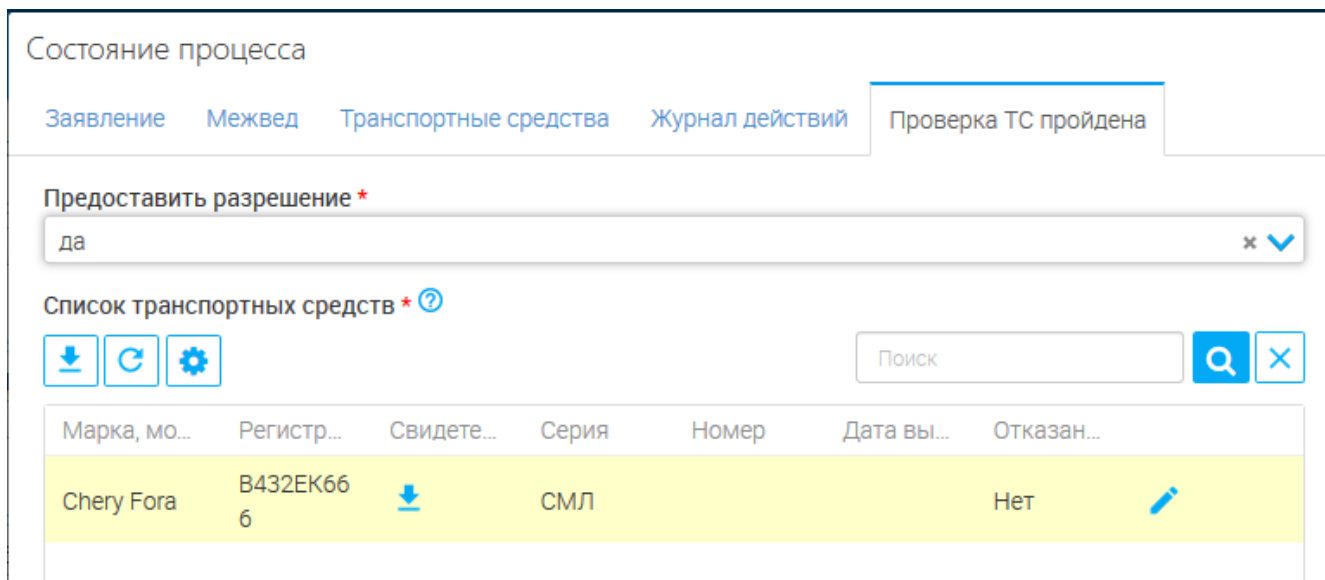 Состояние процесса
Заявление Межвед Транспортные средства Журнал действий Проверка ТС пройдена
Предоставить разрешение *
да
Список транспортных средств *
Поиск
Марка, мо... Регистр... Свидете... Серия Номер Дата вы... Отказан...
Chery Fora В432ЕК66 СМЛ Нет
6